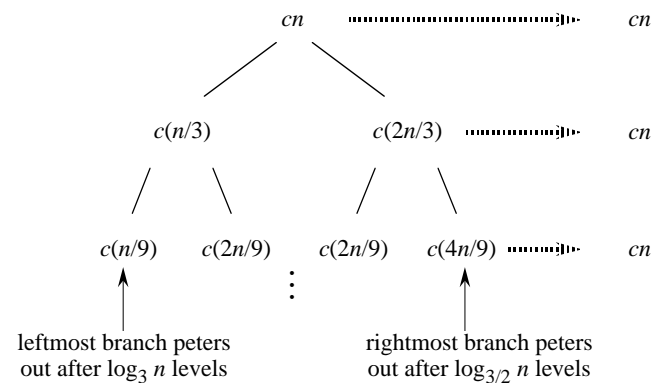 cn cn
c(n/3) c(2n/3) cn
c(n/9) c(2n/9) c(2n/9) c(4n/9) cn
leftmost branch peters
out after log₃ n levels
rightmost branch peters
out after log₃/₂ n levels